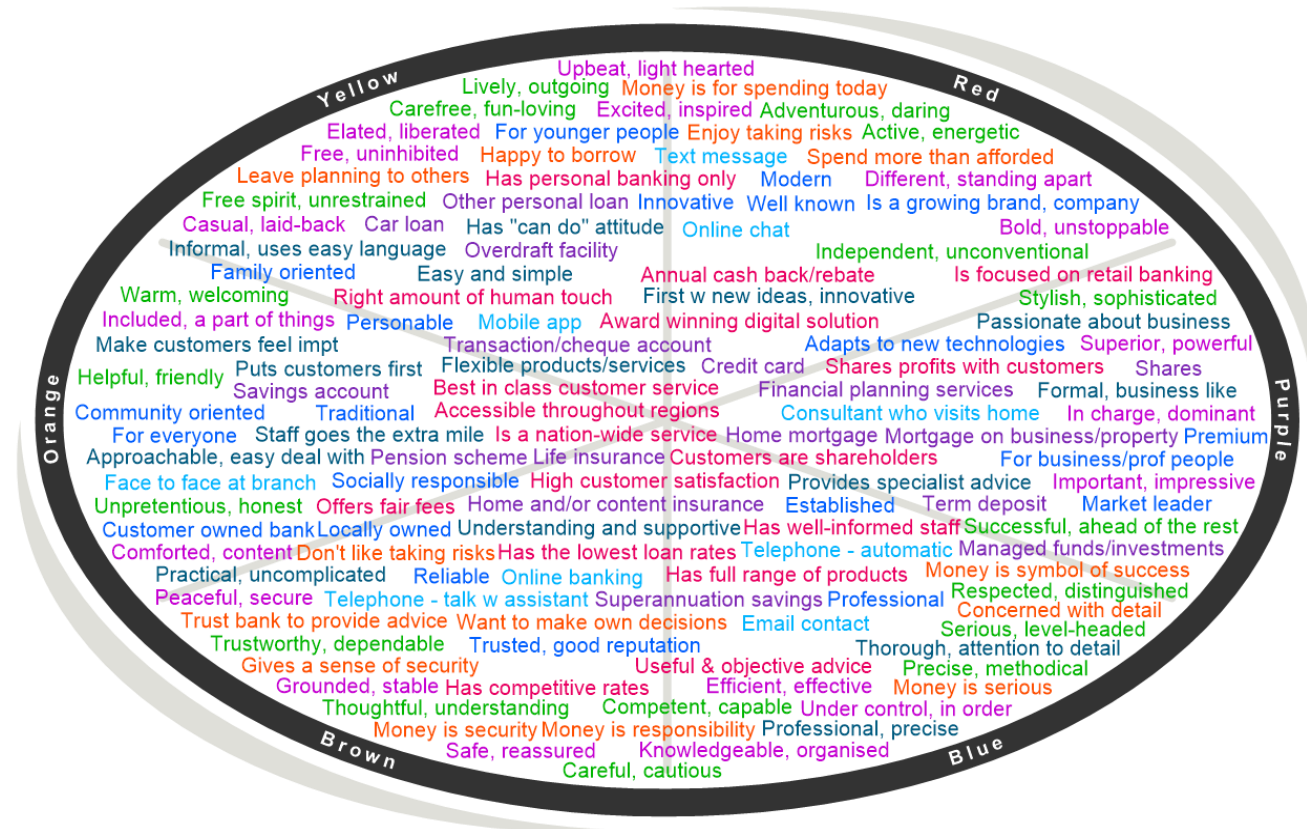 Yellow
Red
Upbeat, light hearted
Lively, outgoing Money is for spending today
Carefree, fun-loving Excited, inspired Adventurous, daring
Elated, liberated For younger people Enjoy taking risks Active, energetic
Free, uninhibited Happy to borrow Text message Spend more than afforded
Leave planning to others Has personal banking only Modern Different, standing apart
Free spirit, unrestrained Other personal loan Innovative Well known Is a growing brand, company
Casual, laid-back Car loan Has "can do" attitude Online chat Bold, unstoppable
Informal, uses easy language Overdraft facility Independent, unconventional
Family oriented Easy and simple Annual cash back/rebate Is focused on retail banking
Warm, welcoming Right amount of human touch First w new ideas, innovative Stylish, sophisticated
Included, a part of things Personable Mobile app Award winning digital solution Passionate about business
Make customers feel impt Transaction/cheque account Adapts to new technologies Superior, powerful
Helpful, friendly Puts customers first Flexible products/services Credit card Shares profits with customers Shares
Savings account Best in class customer service Financial planning services Formal, business like
Community oriented Traditional Accessible throughout regions Consultant who visits home In charge, dominant
For everyone Staff goes the extra mile Is a nation-wide service Home mortgage Mortgage on business/property Premium
Approachable, easy deal with Pension scheme Life insurance Customers are shareholders For business/prof people
Face to face at branch Socially responsible High customer satisfaction Provides specialist advice Important, impressive
Unpretentious, honest Offers fair fees Home and/or content insurance Established Term deposit Market leader
Customer owned bank Locally owned Understanding and supportive Has well-informed staff Successful, ahead of the rest
Comforted, content Don't like taking risks Has the lowest loan rates Telephone - automatic Managed funds/investments
Practical, uncomplicated Reliable Online banking Has full range of products Money is symbol of success
Peaceful, secure Telephone - talk w assistant Superannuation savings Professional Respected, distinguished
Concerned with detail
Trust bank to provide advice Want to make own decisions Email contact Serious, level-headed
Trustworthy, dependable Trusted, good reputation Thorough, attention to detail
Gives a sense of security Useful & objective advice Precise, methodical
Grounded, stable Has competitive rates Efficient, effective Money is serious
Thoughtful, understanding Competent, capable Under control, in order
Money is security Money is responsibility Professional, precise
Safe, reassured Knowledgeable, organised
Careful, cautious
Orange
Purple
Brown
Blue